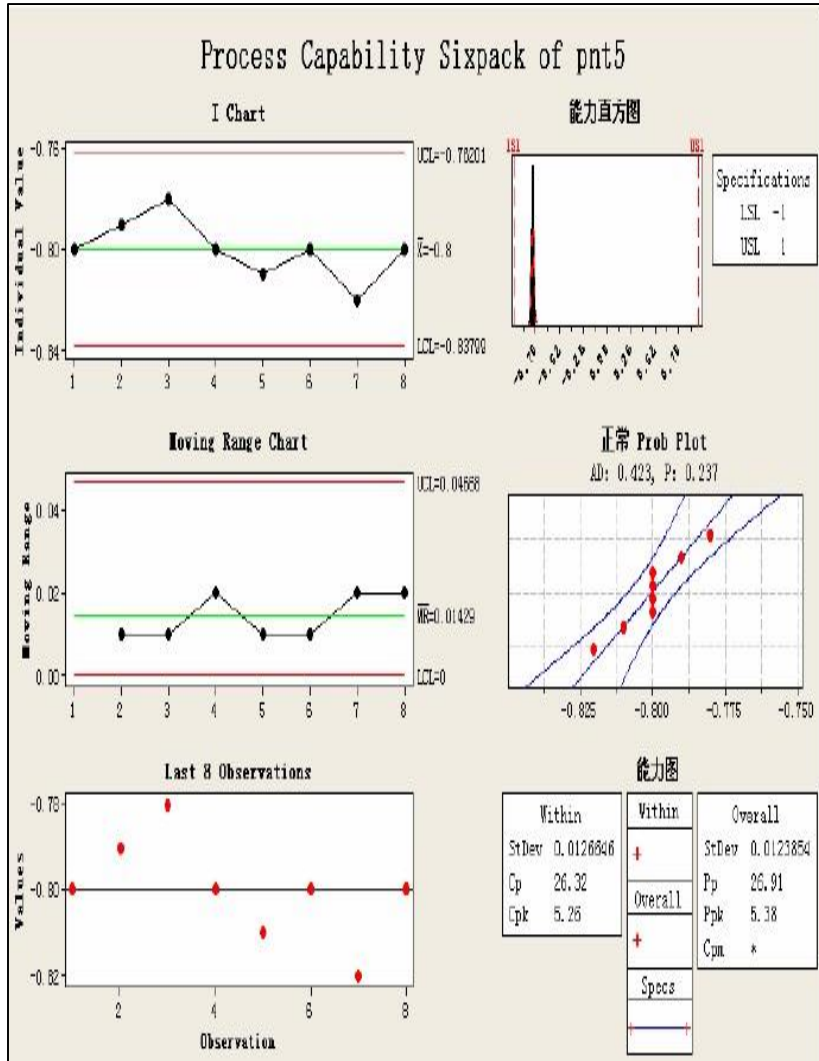 Process Capability Sixpack of pnt5
I Chart
Individual Value
-0.76
-0.80
-0.84
1 2 3 4 5 6 7 8
UCL=-0.76201
X=-0.8
LCL=-0.83799
能力直方图
LSL USL
Specifications
LSL -1
USL 1
Moving Range Chart
Moving Range
0.04
0.02
0.00
1 2 3 4 5 6 7 8
UCL=0.04668
MR=0.01429
LCL=0
正常 Prob Plot
AD: 0.423, P: 0.237
-0.825 -0.800 -0.775 -0.750
Last 8 Observations
Values
-0.78
-0.80
-0.82
2 4 6 8
Observation
能力图
Within
StDev 0.0126646
Cp 26.32
Cpk 5.26
Within
Overall
Specs
Overall
StDev 0.0123854
Pp 26.91
Ppk 5.38
Cpm *